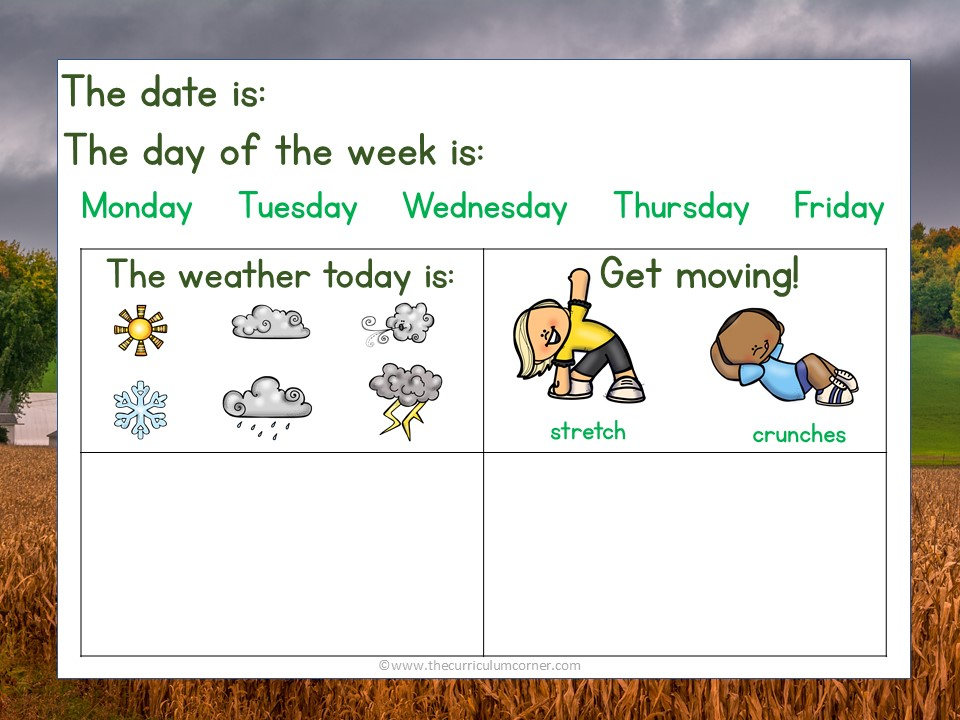 The date is:
The day of the week is:
Monday Tuesday Wednesday Thursday Friday
The weather today is:
Get moving!
stretch
crunches
©www.thecurriculumcorner.com